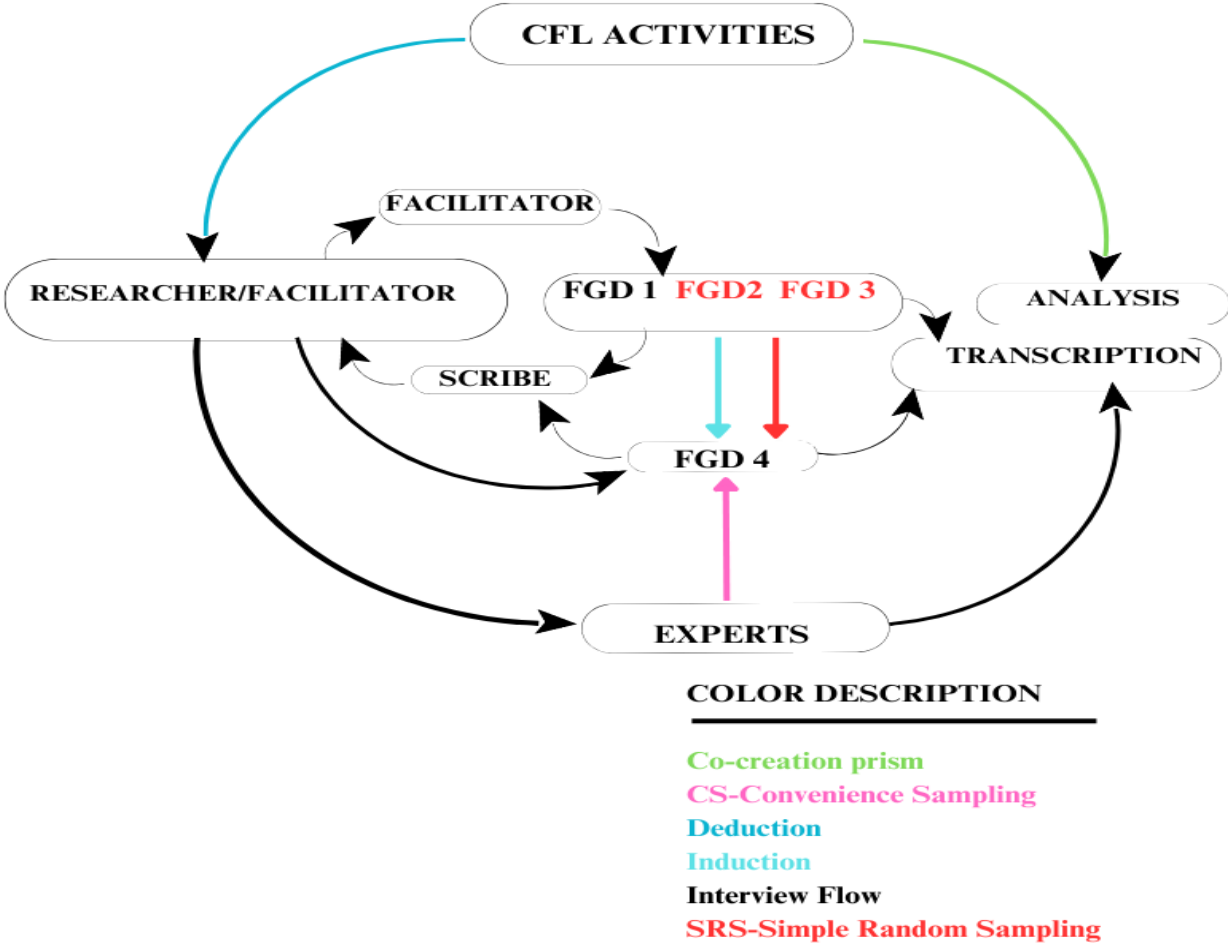 CFL ACTIVITIES
FACILITATOR
RESEARCHER/FACILITATOR
FGD 1 FGD2 FGD 3
ANALYSIS
TRANSCRIPTION
SCRIBE
FGD 4
EXPERTS
COLOR DESCRIPTION
Co-creation prism
CS-Convenience Sampling
Deduction
Induction
Interview Flow
SRS-Simple Random Sampling